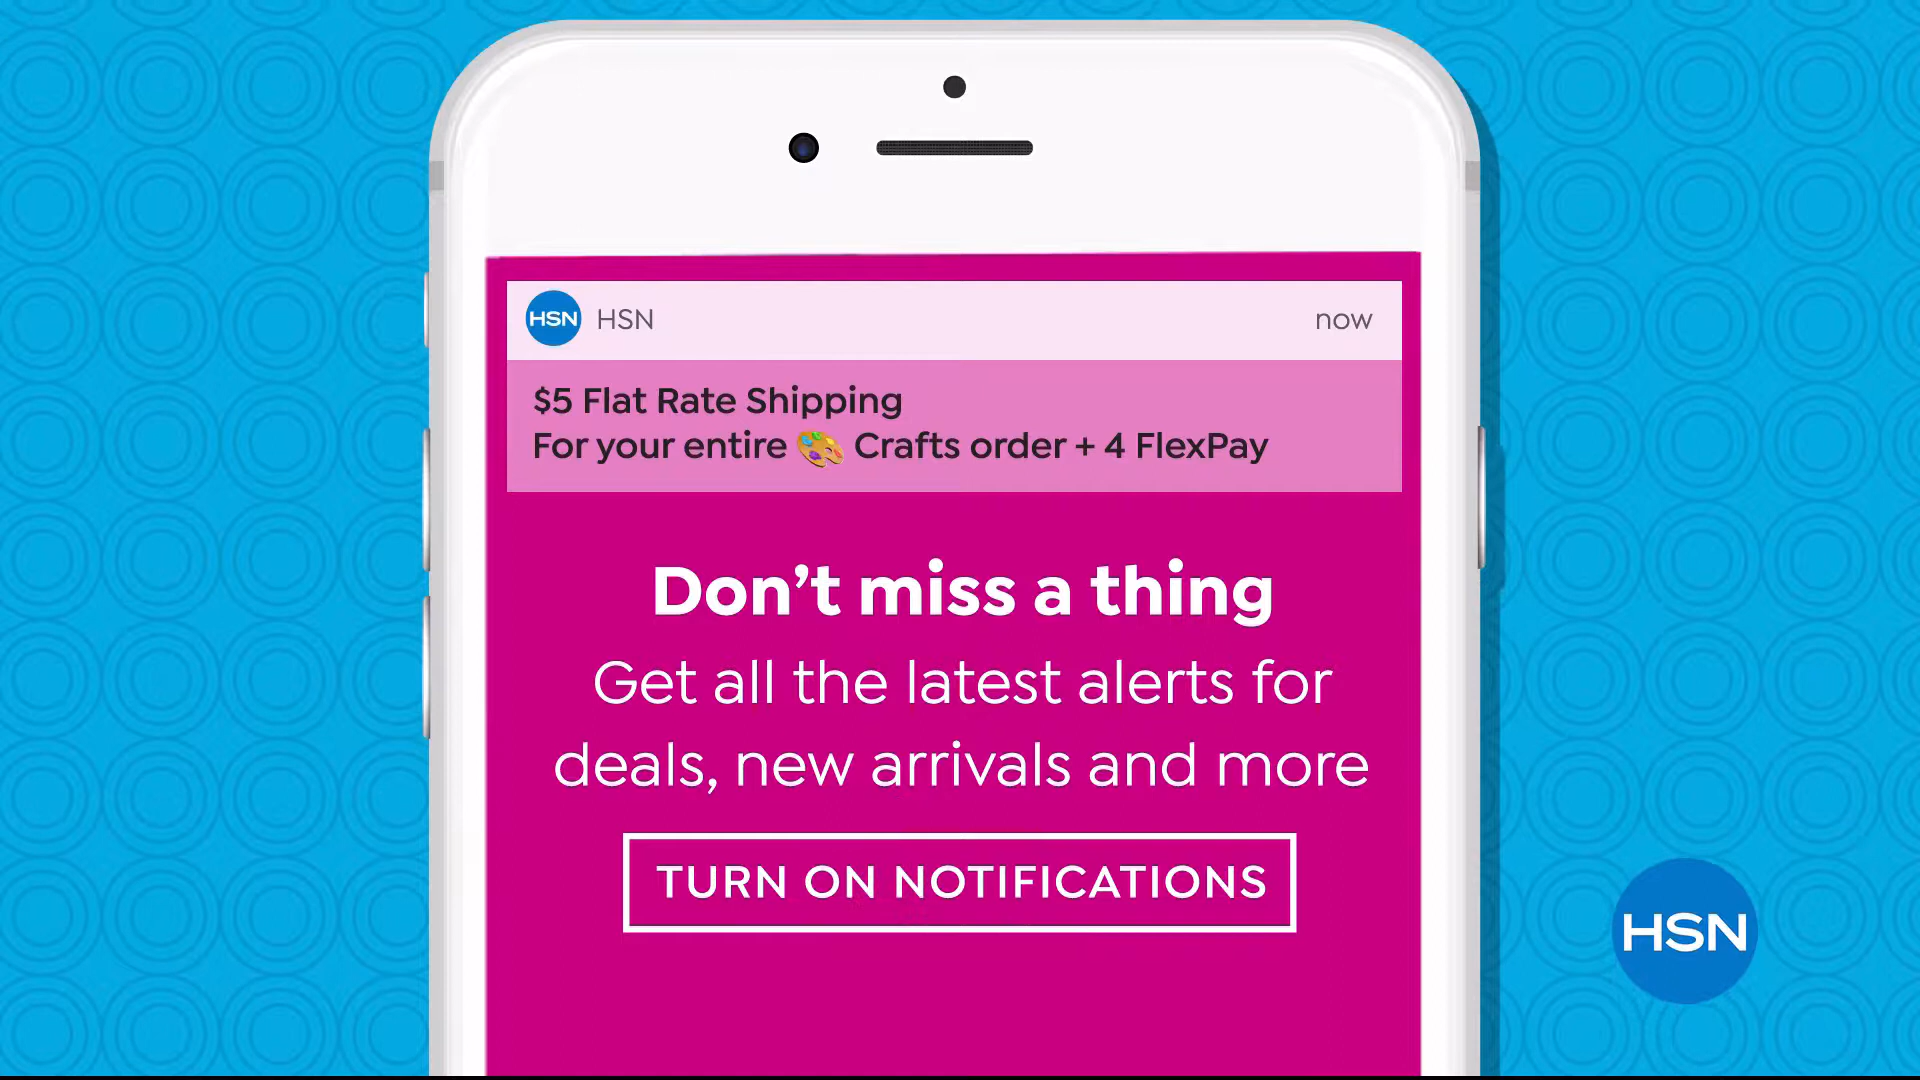 HSN HSN now
$5 Flat Rate Shipping
For your entire 🎨 Crafts order + 4 FlexPay
Don't miss a thing
Get all the latest alerts for
deals, new arrivals and more
TURN ON NOTIFICATIONS
HSN